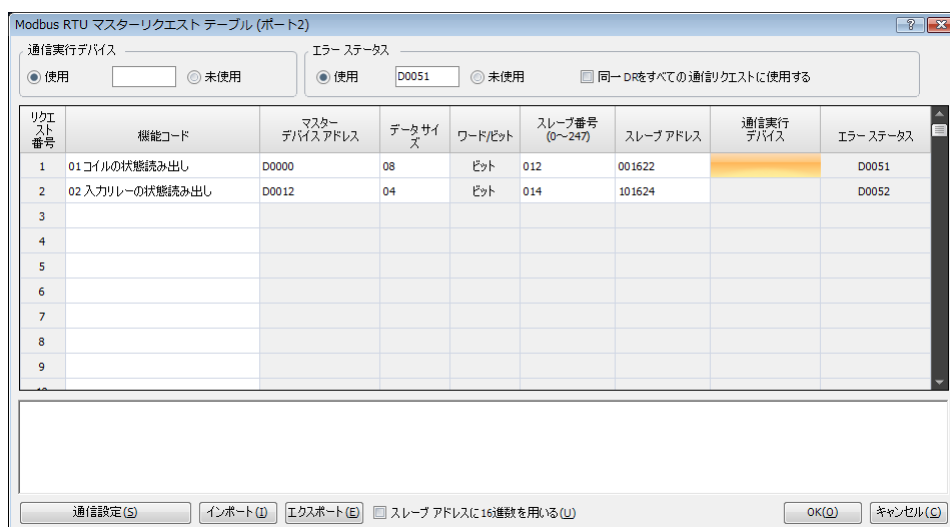 Modbus RTU マスターリクエスト テーブル (ポート2)
通信実行デバイス
使用
未使用
エラー ステータス
使用
D0051
未使用
同一 DRをすべての通信リクエストに使用する
リクエスト番号
機能コード
マスター デバイス アドレス
データ サイズ
ワード/ビット
スレーブ番号 (0～247)
スレーブ アドレス
通信実行 デバイス
エラー ステータス
1 01 コイルの状態読み出し D0000 08 ビット 012 001622 D0051
2 02 入力リレーの状態読み出し D0012 04 ビット 014 101624 D0052
3
4
5
6
7
8
9
通信設定(S) インポート(I) エクスポート(E) スレーブ アドレスに16進数を用いる(U) OK(O) キャンセル(C)